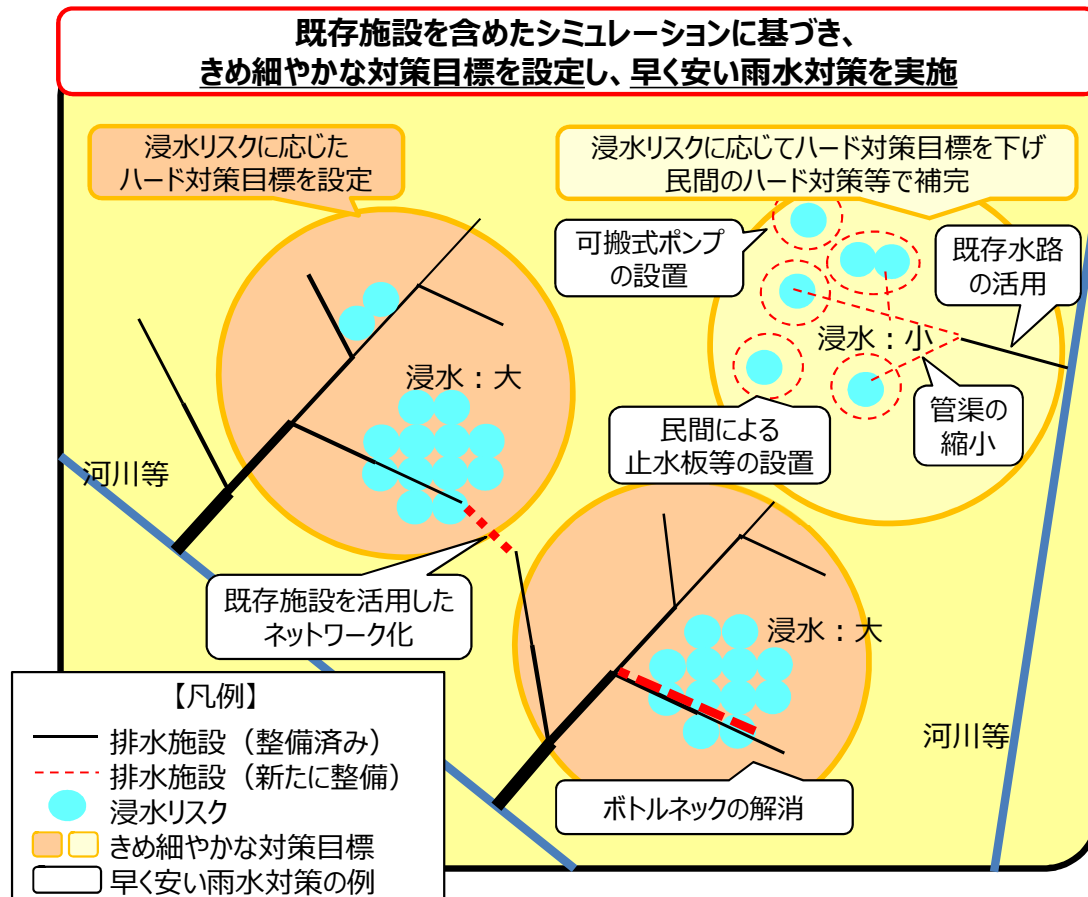 既存施設を含めたシミュレーションに基づき、
きめ細やかな対策目標を設定し、早く安い雨水対策を実施
浸水リスクに応じた
ハード対策目標を設定
浸水リスクに応じてハード対策目標を下げ
民間のハード対策等で補完
可搬式ポンプ
の設置
既存水路
の活用
浸水：小
浸水：大
管渠の
縮小
民間による
止水板等の設置
河川等
既存施設を活用した
ネットワーク化
浸水：大
河川等
ボトルネックの解消
【凡例】
排水施設（整備済み）
排水施設（新たに整備）
浸水リスク
きめ細やかな対策目標
早く安い雨水対策の例